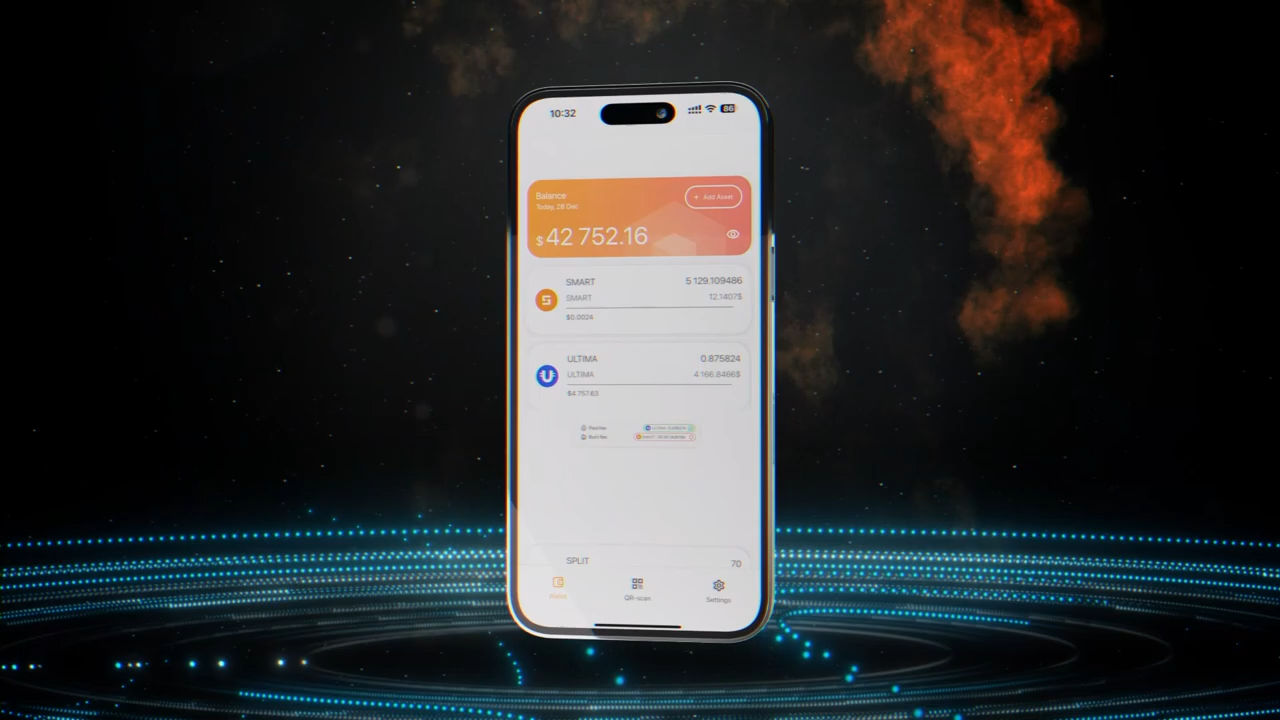 10:32
86
Balance
+ Add Asset
Today, 28 Dec
$42 752.16
SMART 5 129.109486
SMART 12.1407$
$0.0024
ULTIMA 0.875824
ULTIMA 4 166.8466$
$4 757.63
SPLIT 70
Wallet QR-scan Settings